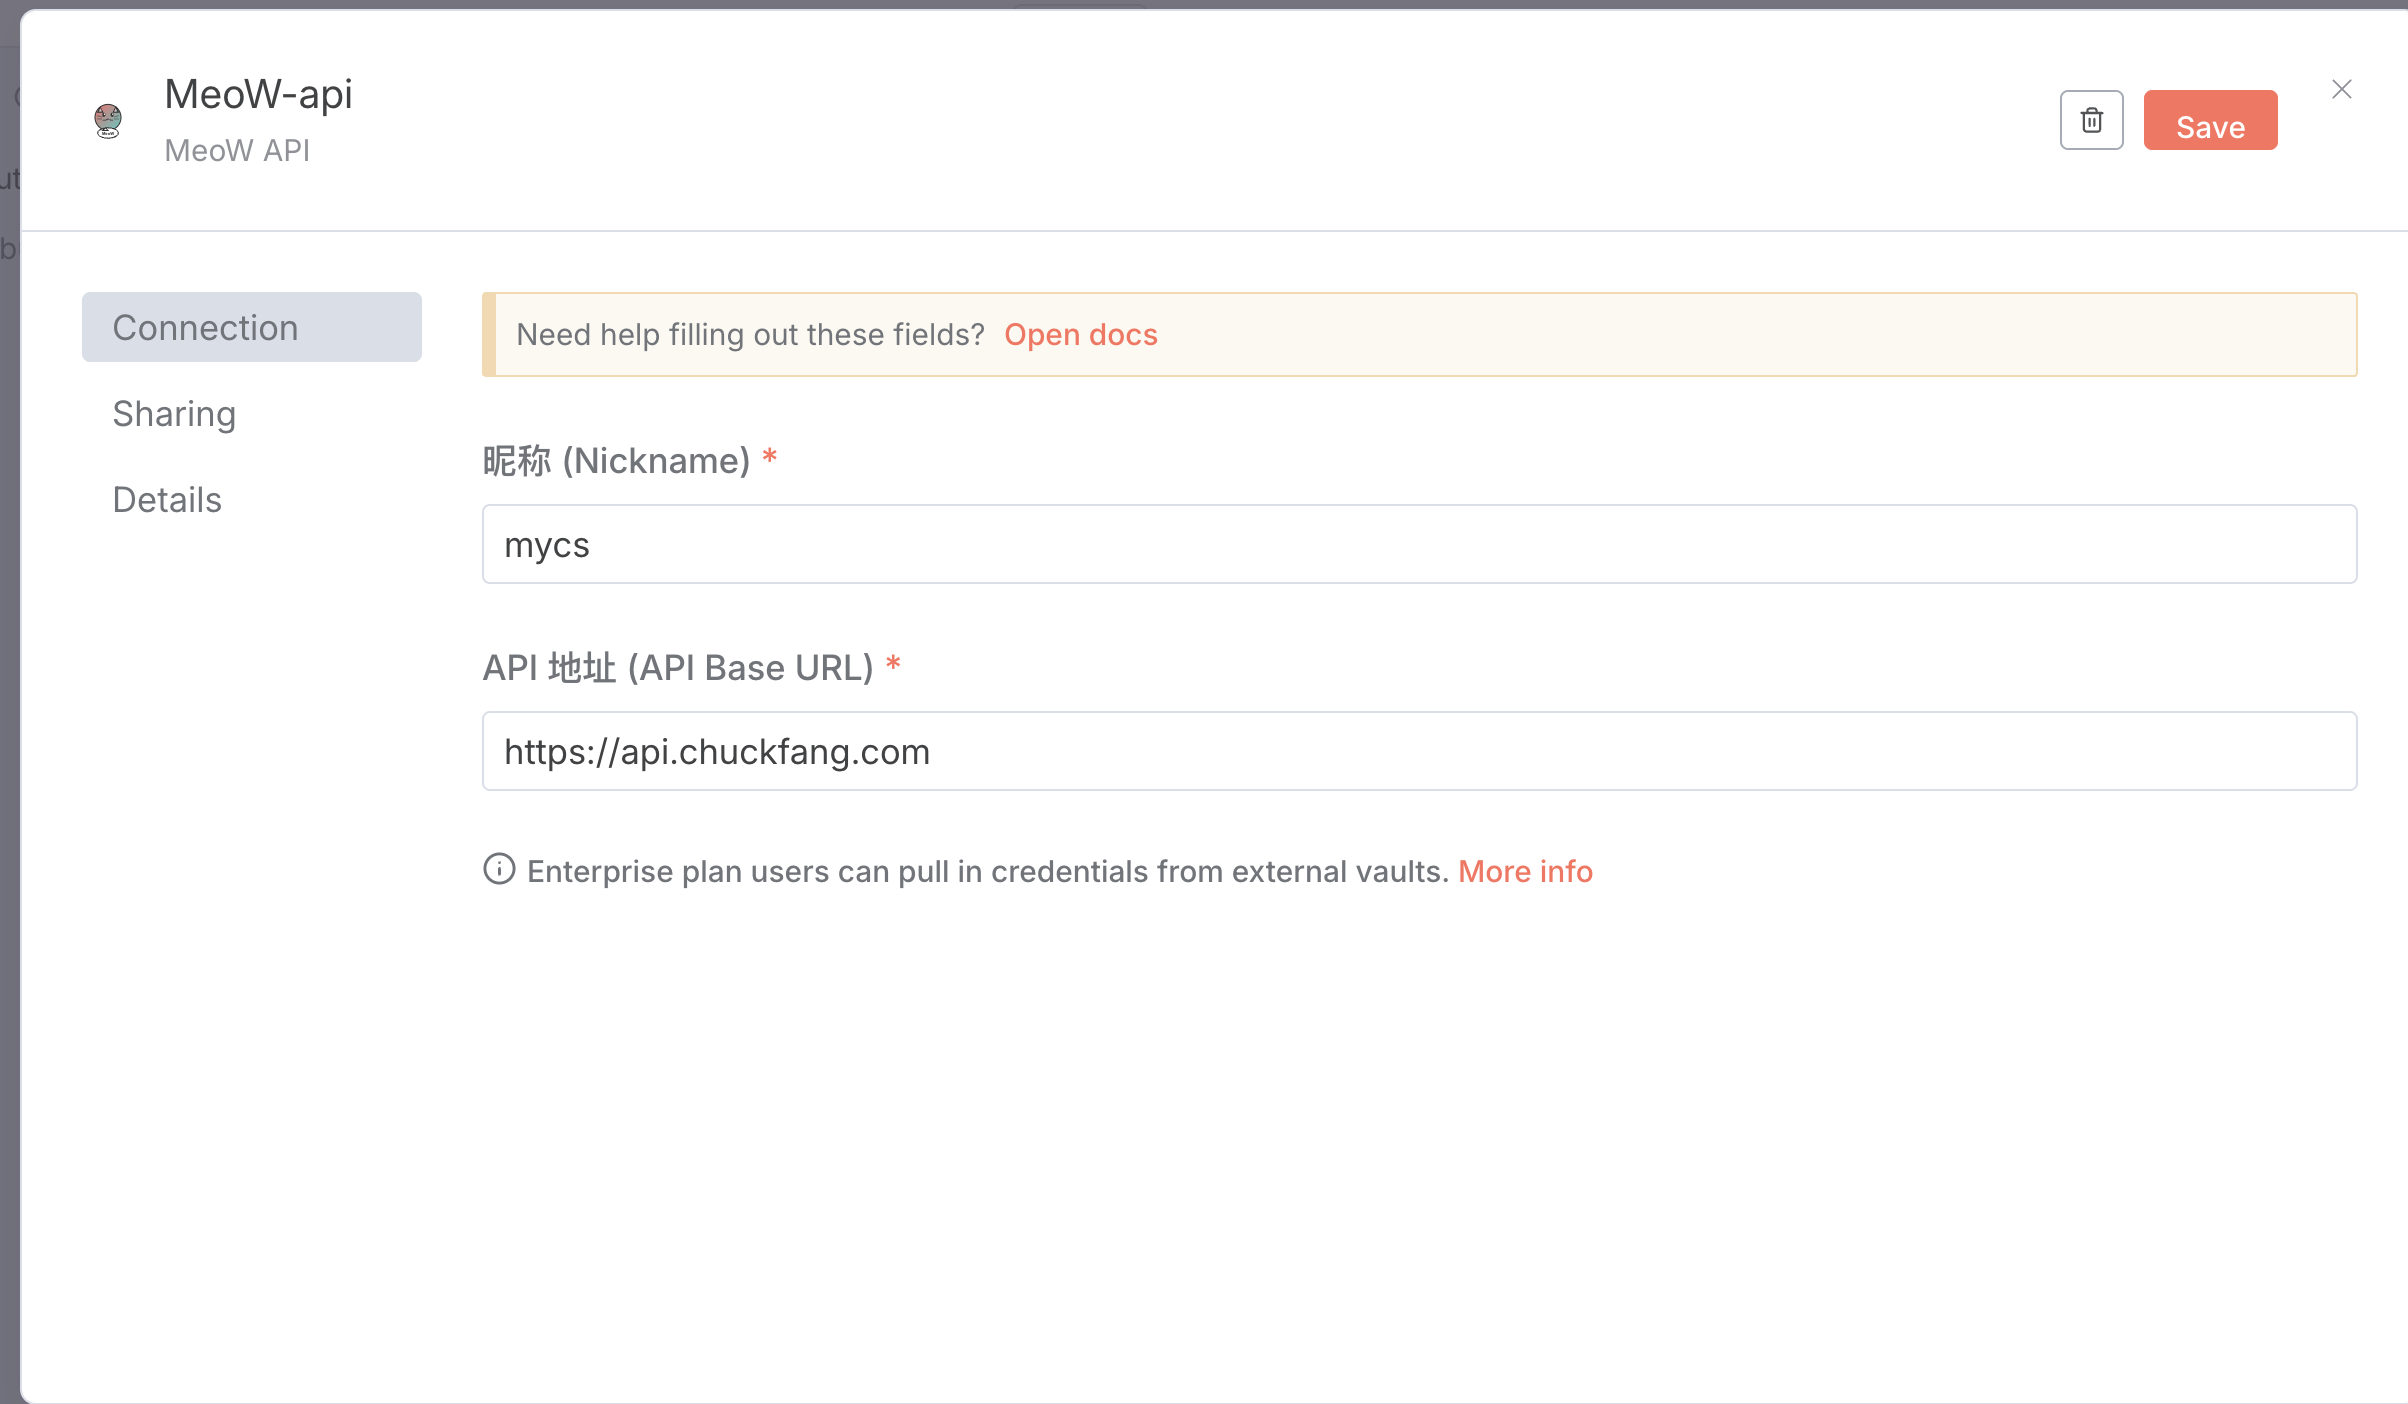 MeoW-api
MeoW API
Save
ut
b
Connection
Sharing
Details
Need help filling out these fields? Open docs
昵称 (Nickname) *
mycs
API 地址 (API Base URL) *
https://api.chuckfang.com
Enterprise plan users can pull in credentials from external vaults. More info